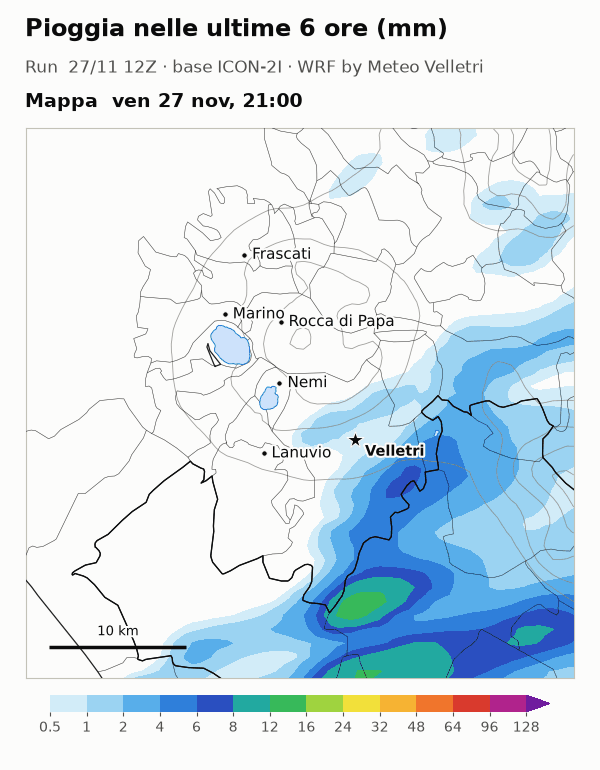 Pioggia nelle ultime 6 ore (mm)
Run  27/11 12Z · base ICON-2I · WRF by Meteo Velletri
Mappa  ven 27 nov, 21:00
Frascati
Marino
Rocca di Papa
Nemi
Velletri
Lanuvio
10 km
0.5 1 2 4 6 8 12 16 24 32 48 64 96 128